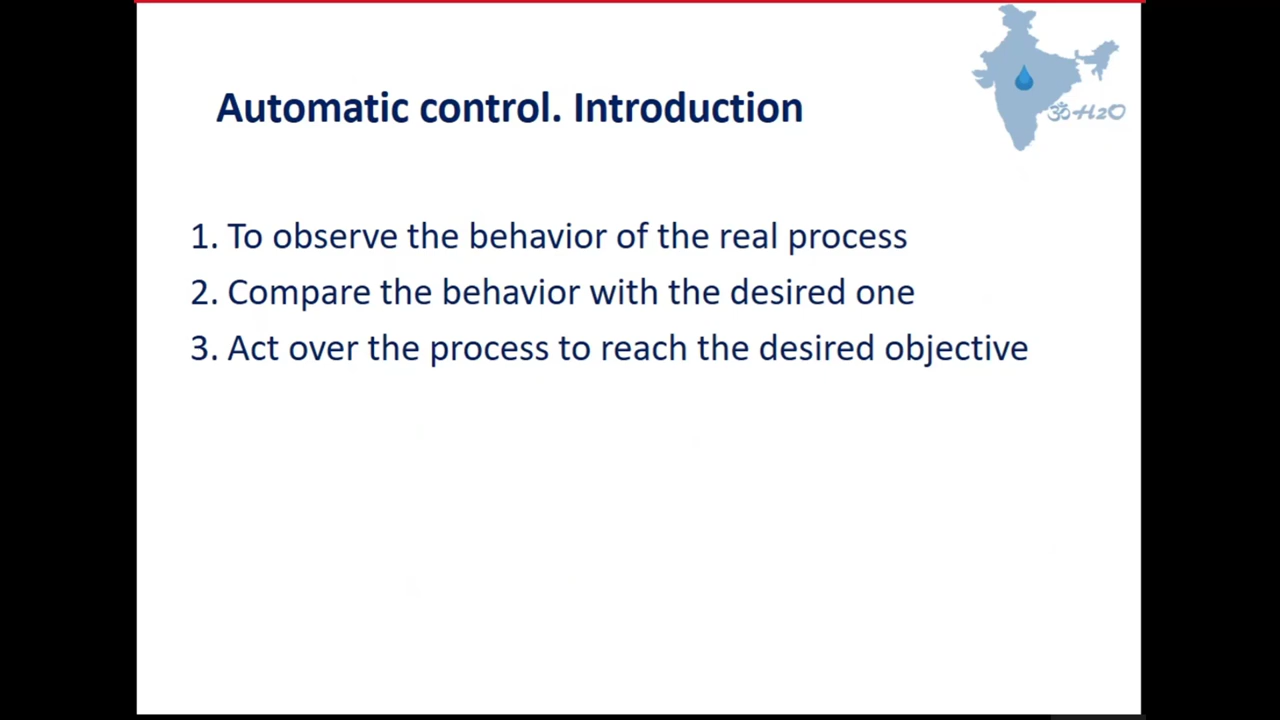 Automatic control. Introduction
ॐH2O
1. To observe the behavior of the real process
2. Compare the behavior with the desired one
3. Act over the process to reach the desired objective